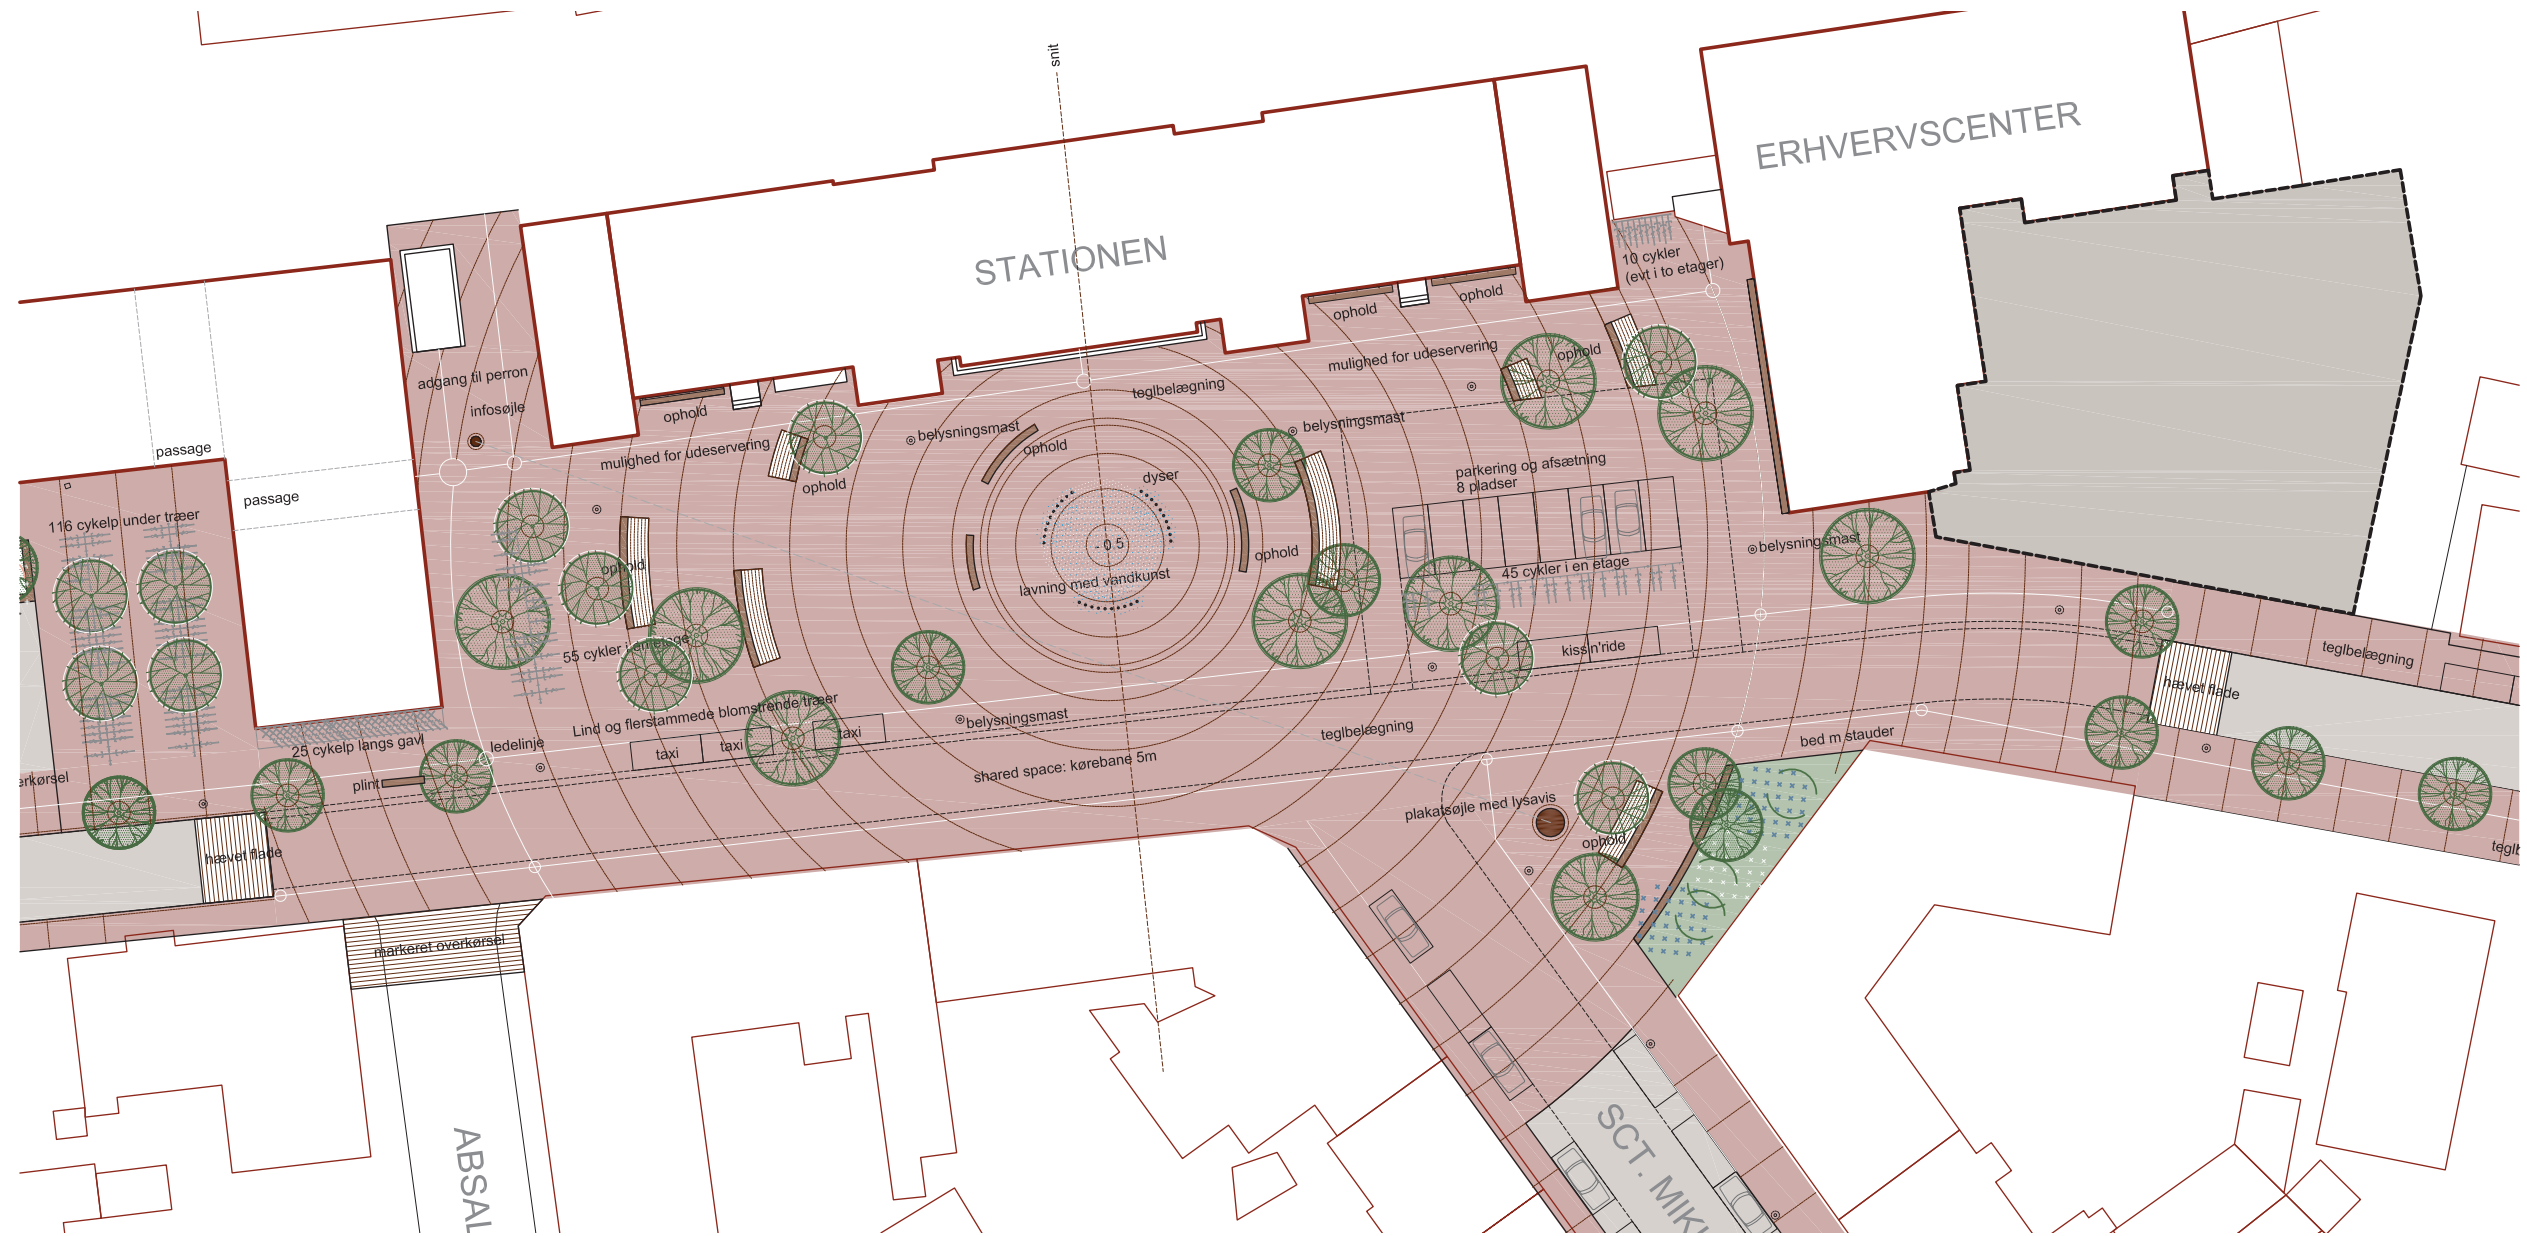 snit
ERHVERVSCENTER
STATIONEN
10 cykler
(evt i to etager)
ophold
ophold
mulighed for udeservering
ophold
adgang til perron
infosøjle
ophold
teglbelægning
belysningsmast
belysningsmast
ophold
mulighed for udeservering
passage
passage
ophold
dyser
parkering og afsætning
8 pladser
116 cykelp under træer
- 0.5
ophold
belysningsmast
ophold
lavning med vandkunst
45 cykler i en etage
55 cykler i en etage
kiss'n'ride
teglbelægning
hævet flade
Lind og flerstammede blomstrende træer
belysningsmast
taxi
taxi
taxi
25 cykelp langs gavl
ledelinje
teglbelægning
bed m stauder
shared space: kørebane 5m
erkørsel
plint
plakatsøjle med lysavis
ophold
hævet flade
teglb
markeret overkørsel
ABSAL
SCT. MIKK